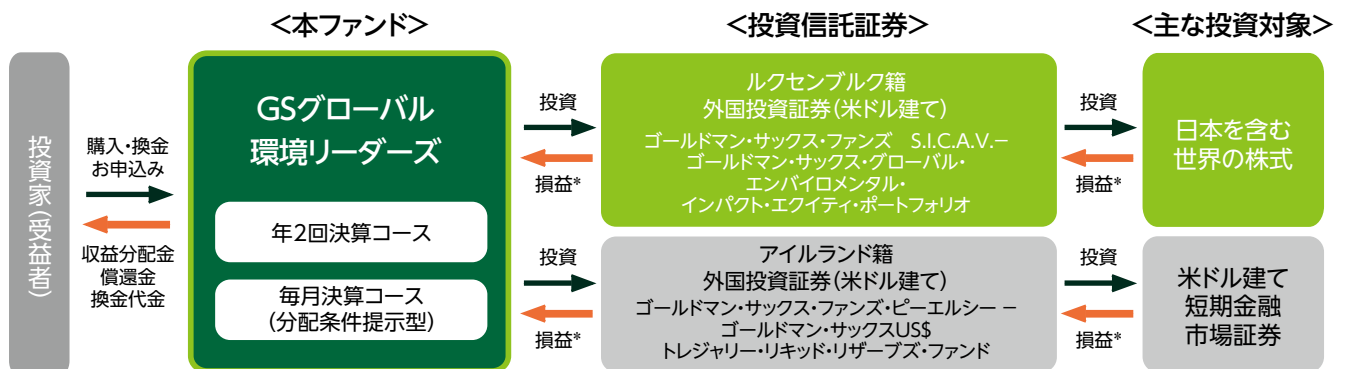 <本ファンド>
<投資信託証券>
<主な投資対象>
投資家(受益者)
購入・換金
お申込み
収益分配金
償還金
換金代金
GSグローバル
環境リーダーズ
年2回決算コース
毎月決算コース
(分配条件提示型)
投資
損益*
投資
損益*
ルクセンブルク籍
外国投資証券(米ドル建て)
ゴールドマン・サックス・ファンズ S.I.C.A.V.-
ゴールドマン・サックス・グローバル・
エンバイロメンタル・
インパクト・エクイティ・ポートフォリオ
アイルランド籍
外国投資証券(米ドル建て)
ゴールドマン・サックス・ファンズ・ピーエルシー -
ゴールドマン・サックスUS$
トレジャリー・リキッド・リザーブズ・ファンド
投資
損益*
投資
損益*
日本を含む
世界の株式
米ドル建て
短期金融
市場証券